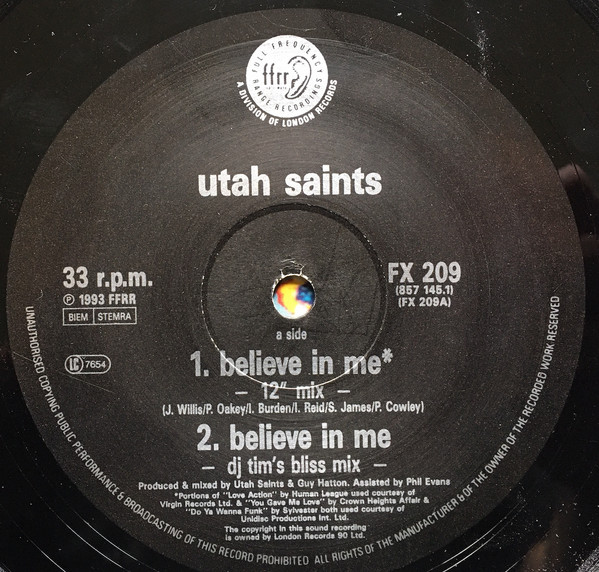 FULL FREQUENCY
ffrr
RANGE RECORDINGS
A DIVISION OF LONDON RECORDS
utah saints
33 r.p.m.
℗ 1993 FFRR
BIEM STEMRA
LC 7654
FX 209
(857 145.1)
(FX 209A)
a side
1. believe in me*
– 12" mix –
(J. Willis/P. Oakey/I. Burden/I. Reid/S. James/P. Cowley)
2. believe in me
– dj tim's bliss mix –
Produced & mixed by Utah Saints & Guy Hatton. Assisted by Phil Evans
*Portions of "Love Action" by Human League used courtesy of
Virgin Records Ltd. & "You Gave Me Love" by Crown Heights Affair &
"Do Ya Wanna Funk" by Sylvester both used courtesy of
Unidisc Productions Int. Ltd.
The copyright in this sound recording
is owned by London Records 90 Ltd.
UNAUTHORISED COPYING PUBLIC PERFORMANCE & BROADCASTING OF THIS RECORD PROHIBITED ALL RIGHTS OF THE MANUFACTURER & OF THE OWNER OF THE RECORDED WORK RESERVED